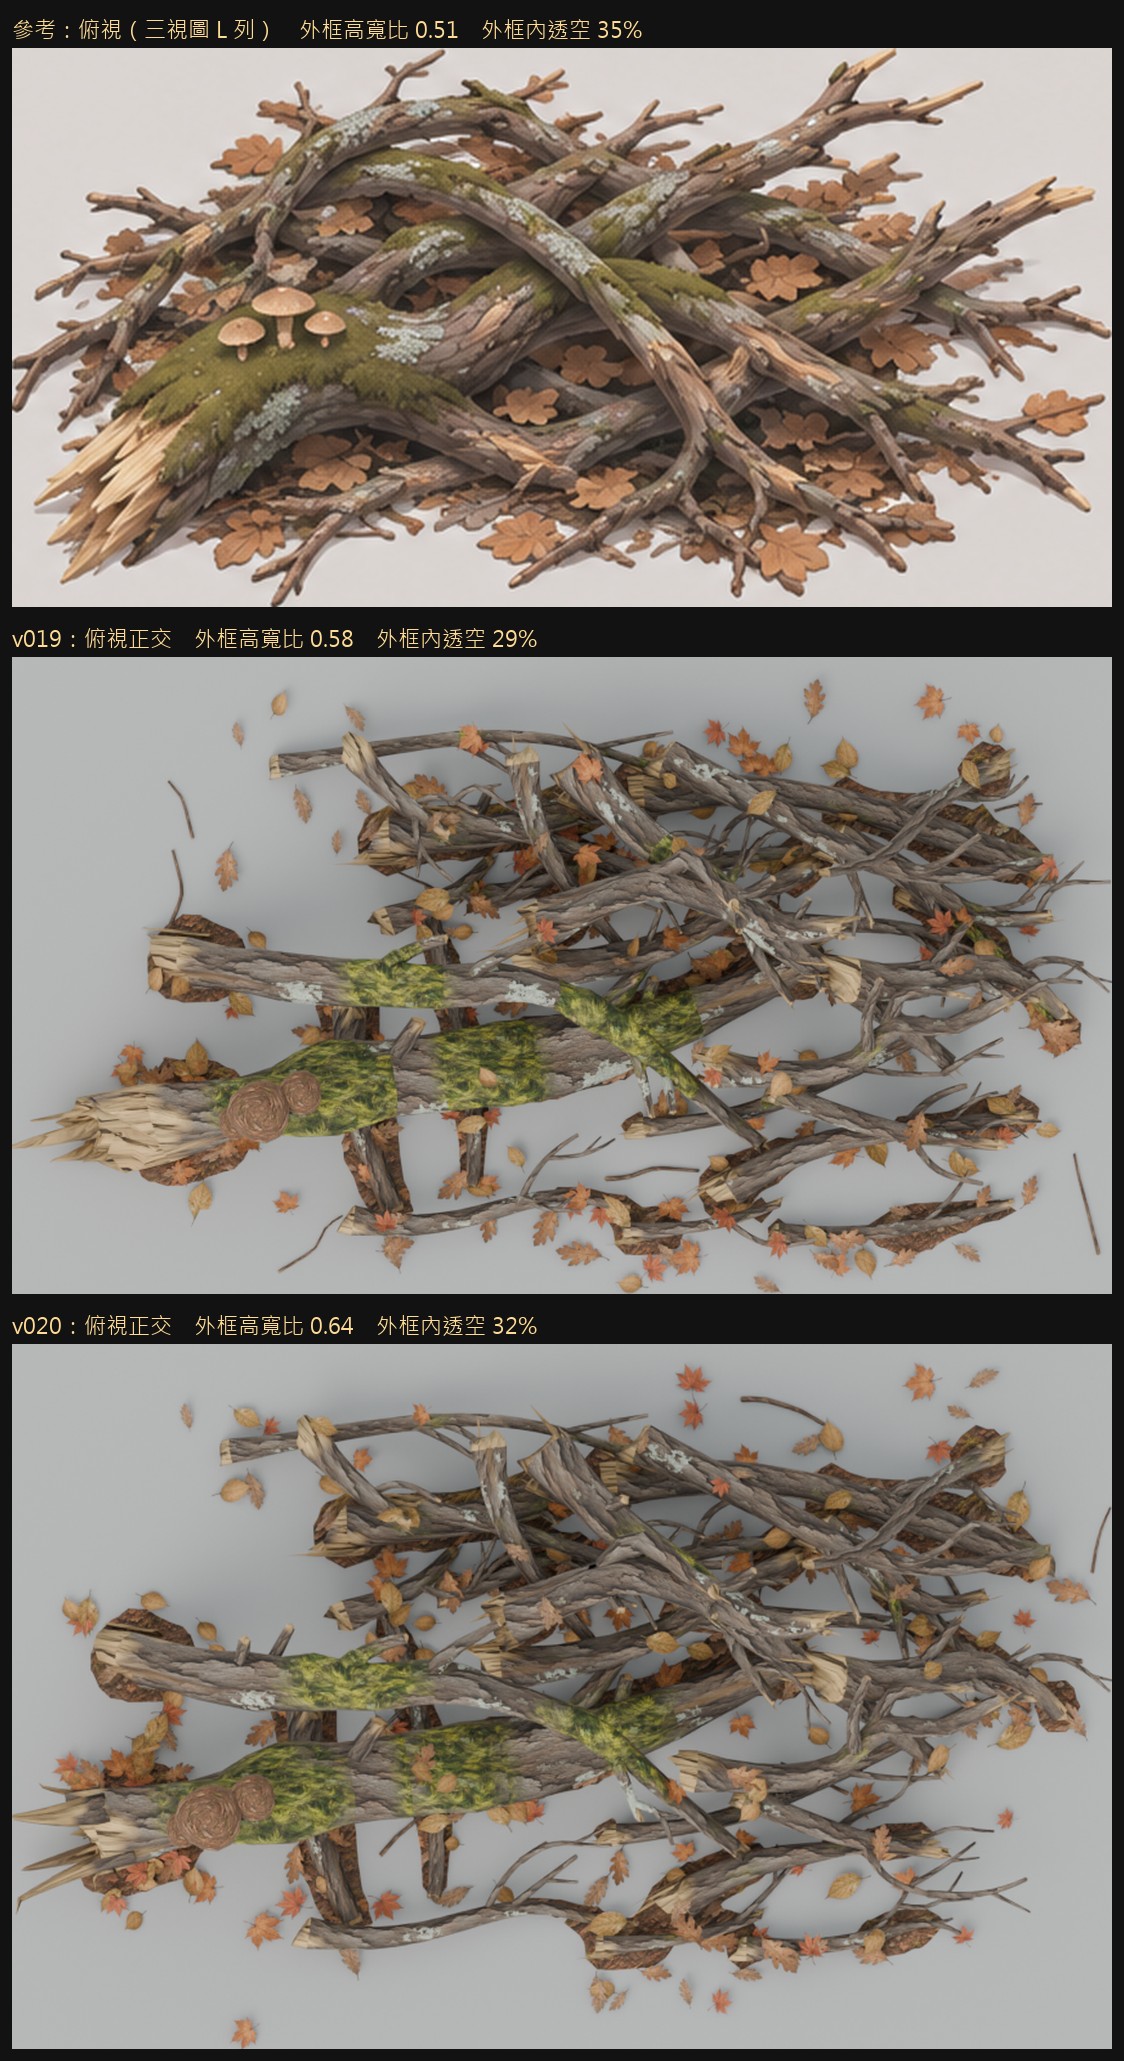 參考：俯視（三視圖 L 列） 外框高寬比 0.51 外框內透空 35%
v019：俯視正交 外框高寬比 0.58 外框內透空 29%
v020：俯視正交 外框高寬比 0.64 外框內透空 32%